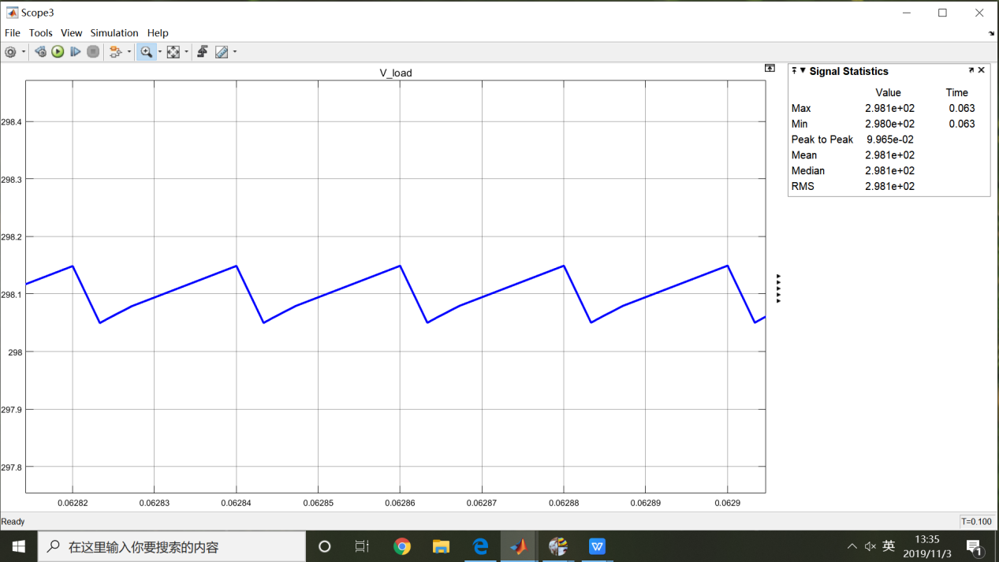 Scope3
File Tools View Simulation Help
V_load
298.4
298.3
298.2
298.1
298
297.9
297.8
0.06282 0.06283 0.06284 0.06285 0.06286 0.06287 0.06288 0.06289 0.0629
Signal Statistics
Value Time
Max 2.981e+02 0.063
Min 2.980e+02 0.063
Peak to Peak 9.965e-02
Mean 2.981e+02
Median 2.981e+02
RMS 2.981e+02
Ready
T=0.100
在这里输入你要搜索的内容
英
13:35
2019/11/3
1